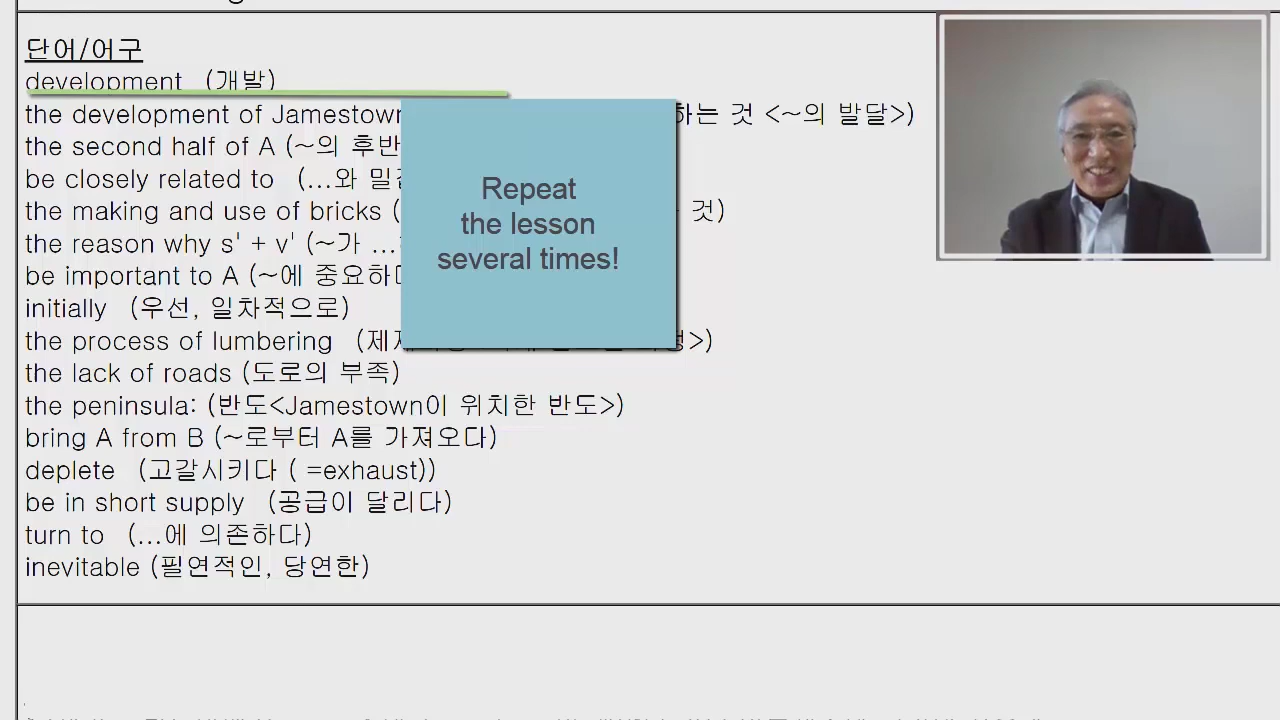 단어/어구
development (개발)
the development of Jamestown 하는 것 <~의 발달>)
the second half of A (~의 후반
be closely related to (...와
the making and use of bricks ( 것)
the reason why s' + v' (~가 ...
be important to A (~에 중요하
initially (우선, 일차적으로)
the process of lumbering (제 >)
the lack of roads (도로의 부족)
the peninsula: (반도<Jamestown이 위치한 반도>)
bring A from B (~로부터 A를 가져오다)
deplete (고갈시키다 ( =exhaust))
be in short supply (공급이 달리다)
turn to (...에 의존하다)
inevitable (필연적인, 당연한)
Repeat
the lesson
several times!